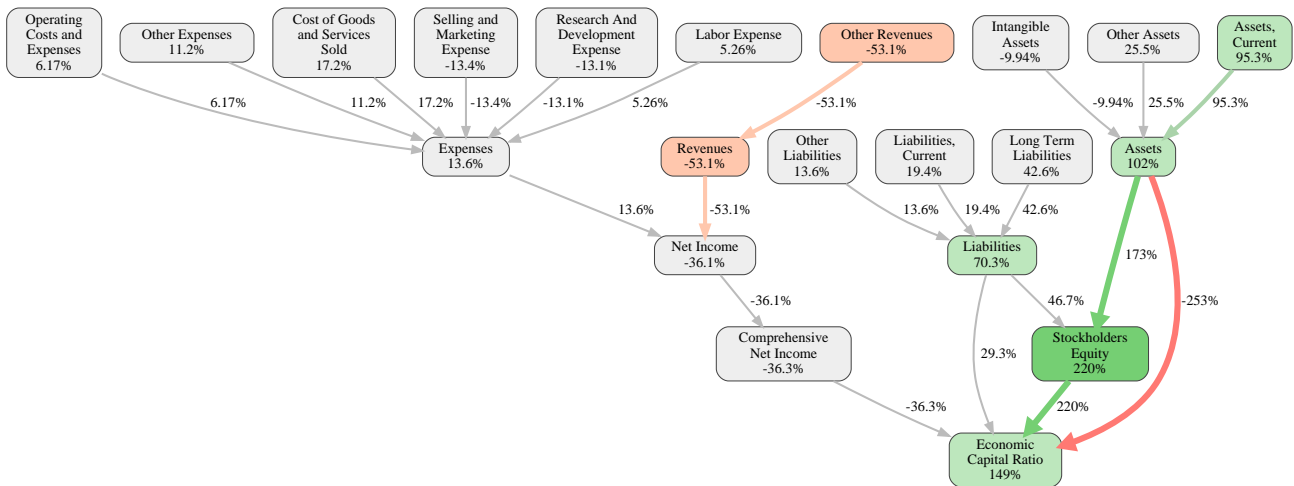 Operating
Costs and
Expenses
6.17%
Other Expenses
11.2%
Cost of Goods
and Services
Sold
17.2%
Selling and
Marketing
Expense
-13.4%
Research And
Development
Expense
-13.1%
Labor Expense
5.26%
Other Revenues
-53.1%
Intangible
Assets
-9.94%
Other Assets
25.5%
Assets,
Current
95.3%
6.17%
11.2%
17.2%
-13.4%
-13.1%
5.26%
-53.1%
-9.94%
25.5%
95.3%
Expenses
13.6%
Revenues
-53.1%
Other
Liabilities
13.6%
Liabilities,
Current
19.4%
Long Term
Liabilities
42.6%
Assets
102%
13.6%
-53.1%
13.6%
19.4%
42.6%
Net Income
-36.1%
Liabilities
70.3%
173%
-36.1%
46.7%
-253%
Comprehensive
Net Income
-36.3%
29.3%
Stockholders
Equity
220%
-36.3%
220%
Economic
Capital Ratio
149%